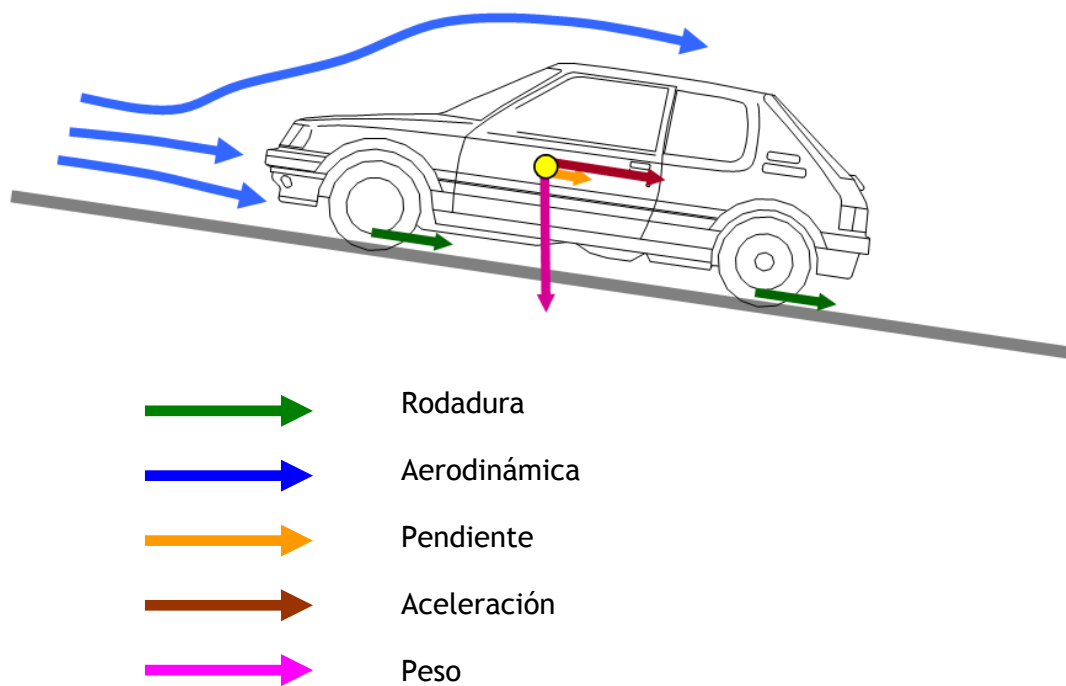 Rodadura
Aerodinámica
Pendiente
Aceleración
Peso